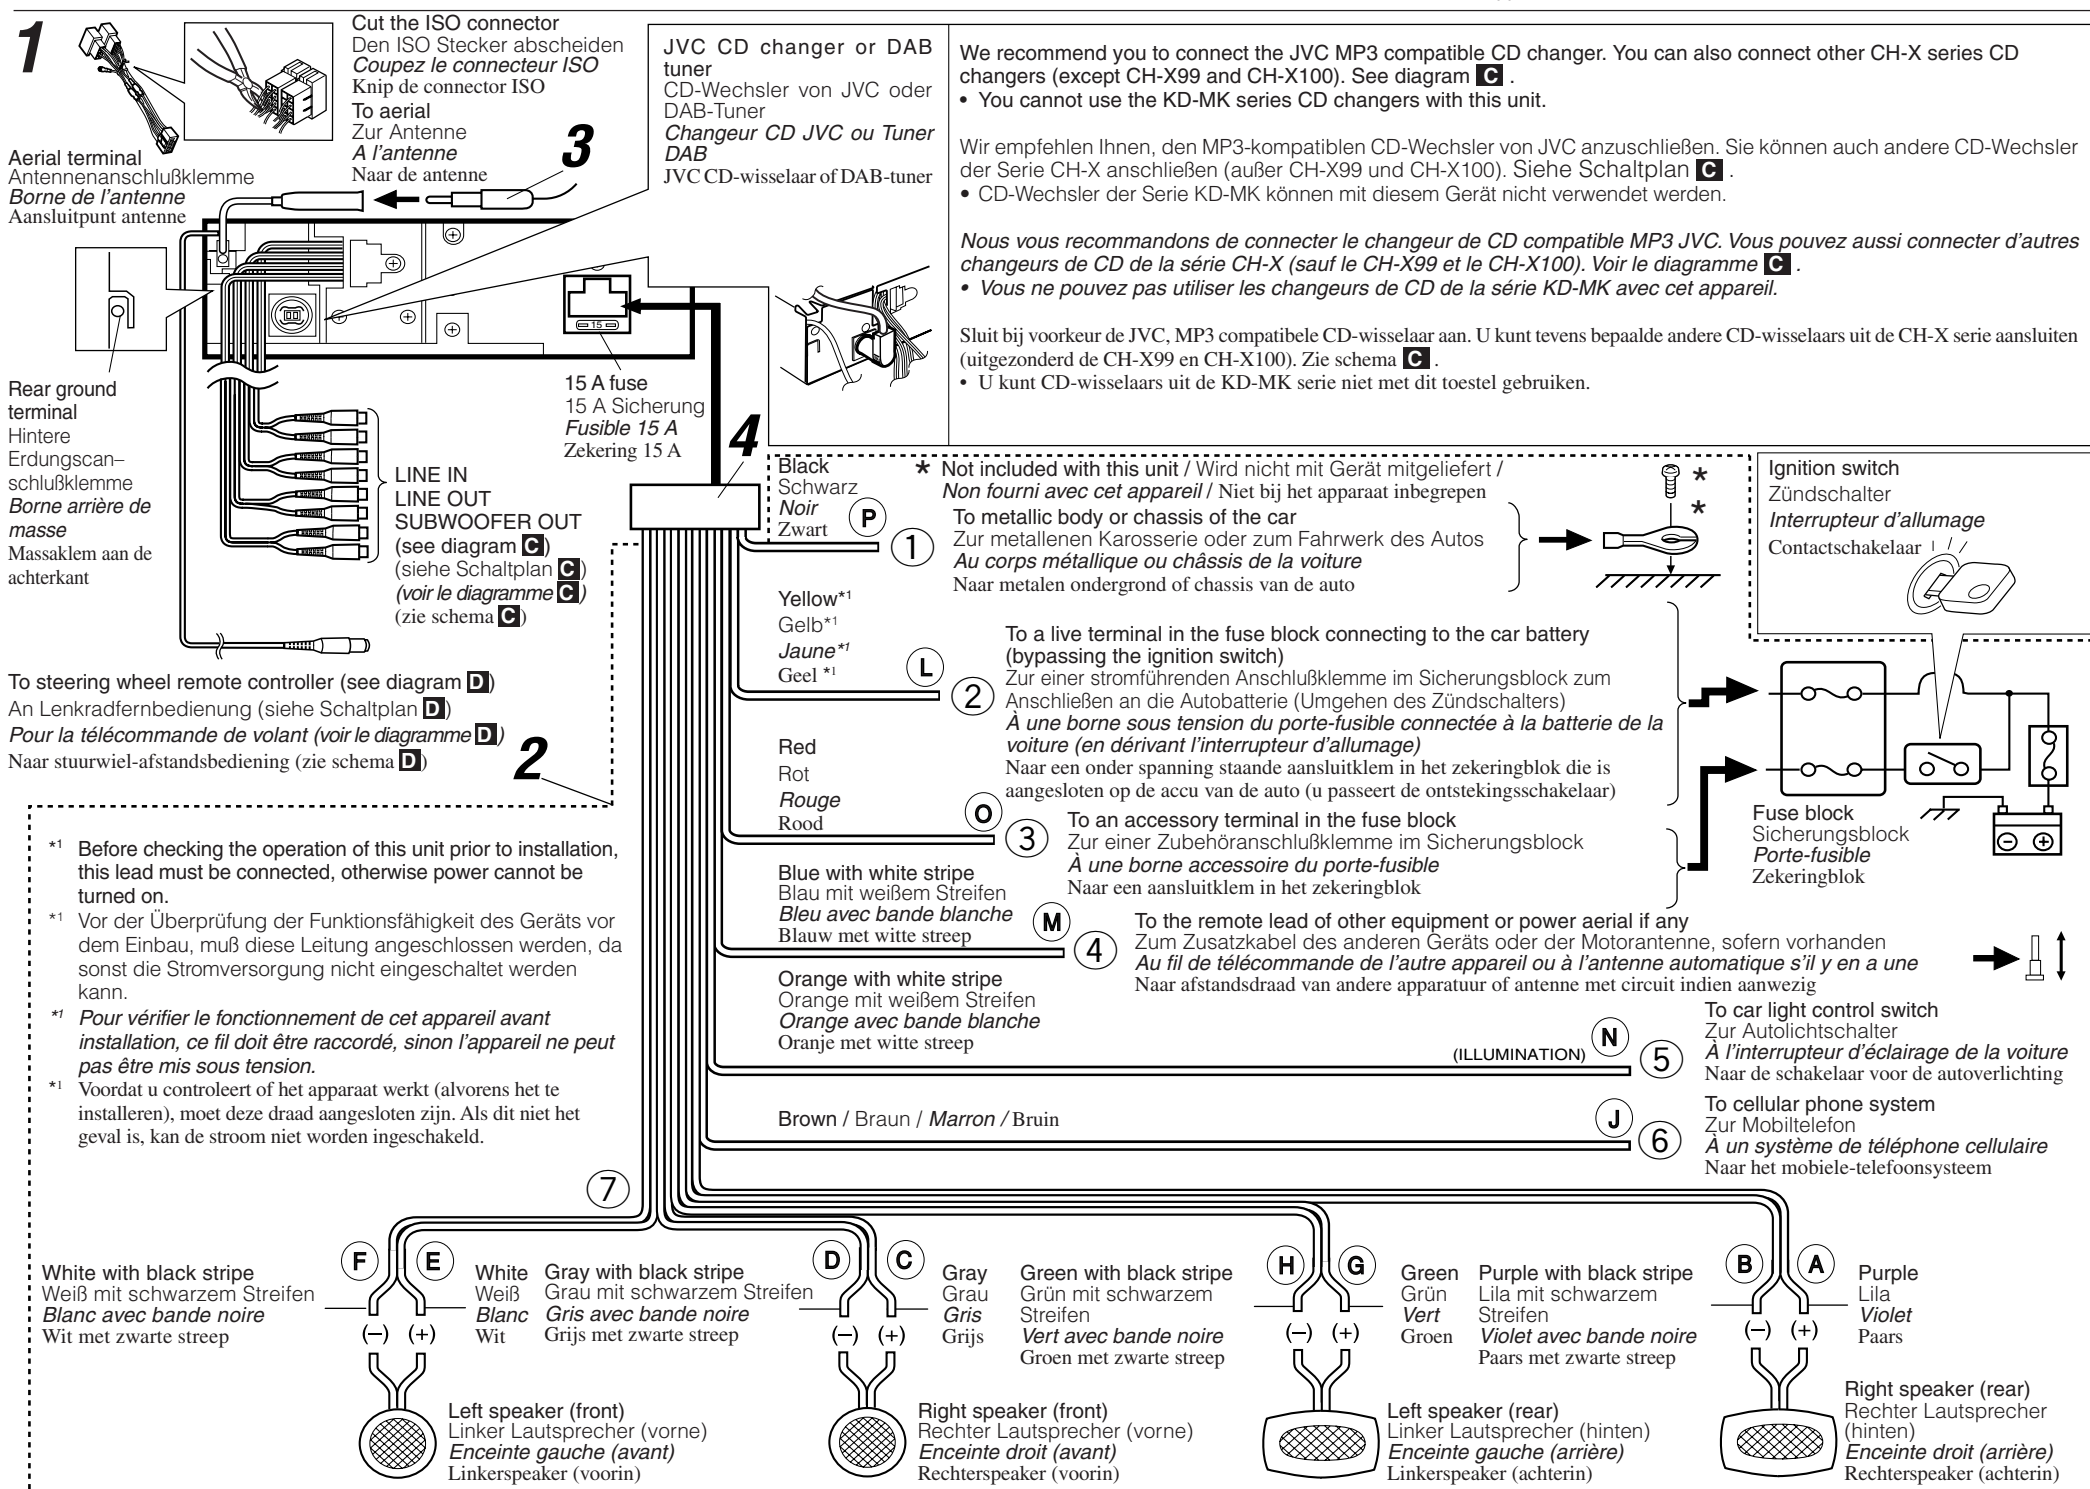 1
Cut the ISO connector
Den ISO Stecker abscheiden
Coupez le connecteur ISO
Knip de connector ISO
To aerial
Zur Antenne
A l'antenne
Naar de antenne
3
Aerial terminal
Antennenanschlußklemme
Borne de l'antenne
Aansluitpunt antenne
JVC CD changer or DAB
tuner
CD-Wechsler von JVC oder
DAB-Tuner
Changeur CD JVC ou Tuner
DAB
JVC CD-wisselaar of DAB-tuner
We recommend you to connect the JVC MP3 compatible CD changer. You can also connect other CH-X series CD
changers (except CH-X99 and CH-X100). See diagram C .
• You cannot use the KD-MK series CD changers with this unit.
Wir empfehlen Ihnen, den MP3-kompatiblen CD-Wechsler von JVC anzuschließen. Sie können auch andere CD-Wechsler
der Serie CH-X anschließen (außer CH-X99 und CH-X100). Siehe Schaltplan C .
• CD-Wechsler der Serie KD-MK können mit diesem Gerät nicht verwendet werden.
Nous vous recommandons de connecter le changeur de CD compatible MP3 JVC. Vous pouvez aussi connecter d'autres
changeurs de CD de la série CH-X (sauf le CH-X99 et le CH-X100). Voir le diagramme C .
• Vous ne pouvez pas utiliser les changeurs de CD de la série KD-MK avec cet appareil.
Sluit bij voorkeur de JVC, MP3 compatibele CD-wisselaar aan. U kunt tevens bepaalde andere CD-wisselaars uit de CH-X serie aansluiten
(uitgezonderd de CH-X99 en CH-X100). Zie schema C .
• U kunt CD-wisselaars uit de KD-MK serie niet met dit toestel gebruiken.
15
Rear ground
terminal
Hintere
Erdungscan–
schlußklemme
Borne arrière de
masse
Massaklem aan de
achterkant
15 A fuse
15 A Sicherung
Fusible 15 A
Zekering 15 A
4
LINE IN
LINE OUT
SUBWOOFER OUT
(see diagram C)
(siehe Schaltplan C)
(voir le diagramme C)
(zie schema C)
To steering wheel remote controller (see diagram D)
An Lenkradfernbedienung (siehe Schaltplan D)
Pour la télécommande de volant (voir le diagramme D)
Naar stuurwiel-afstandsbediening (zie schema D)
2
* Not included with this unit / Wird nicht mit Gerät mitgeliefert /
Non fourni avec cet appareil / Niet bij het apparaat inbegrepen
*
*
Black
Schwarz
Noir
Zwart
P
1
To metallic body or chassis of the car
Zur metallenen Karosserie oder zum Fahrwerk des Autos
Au corps métallique ou châsis de la voiture
Naar metalen ondergrond of chassis van de auto
Ignition switch
Zündschalter
Interrupteur d'allumage
Contactschakelaar
Yellow*1
Gelb*1
Jaune*1
Geel *1
L
2
To a live terminal in the fuse block connecting to the car battery
(bypassing the ignition switch)
Zur einer stromführenden Anschlußklemme im Sicherungsblock zum
Anschließen an die Autobatterie (Umgehen des Zündschalters)
À une borne sous tension du porte-fusible connectée à la batterie de la
voiture (en dérivant l'interrupteur d'allumage)
Naar een onder spanning staande aansluitklem in het zekeringblok die is
aangesloten op de accu van de auto (u passeert de ontstekingsschakelaar)
Red
Rot
Rouge
Rood
O
3
To an accessory terminal in the fuse block
Zur einer Zubehöranschlußklemme im Sicherungsblock
À une borne accessoire du porte-fusible
Naar een aansluitklem in het zekeringblok
Fuse block
Sicherungsblock
Porte-fusible
Zekeringblok
Blue with white stripe
Blau mit weißem Streifen
Bleu avec bande blanche
Blauw met witte streep
M
4
To the remote lead of other equipment or power aerial if any
Zum Zusatzkabel des anderen Geräts oder der Motorantenne, sofern vorhanden
Au fil de télécommande de l'autre appareil ou à l'antenne automatique s'il y en a une
Naar afstandsdraad van andere apparatuur of antenne met circuit indien aanwezig
Orange with white stripe
Orange mit weißem Streifen
Orange avec bande blanche
Oranje met witte streep
(ILLUMINATION)
N
5
To car light control switch
Zur Autolichtschalter
À l'interrupteur d'éclairage de la voiture
Naar de schakelaar voor de autoverlichting
Brown / Braun / Marron / Bruin
J
6
To cellular phone system
Zur Mobiltelefon
À un système de téléphone cellulaire
Naar het mobiele-telefoonsysteem
*1 Before checking the operation of this unit prior to installation,
this lead must be connected, otherwise power cannot be
turned on.
*1 Vor der Überprüfung der Funktionsfähigkeit des Geräts vor
dem Einbau, muß diese Leitung angeschlossen werden, da
sonst die Stromversorgung nicht eingeschaltet werden
kann.
*1 Pour vérifier le fonctionnement de cet appareil avant
installation, ce fil doit être raccordé, sinon l'appareil ne peut
pas être mis sous tension.
*1 Voordat u controleert of het apparaat werkt (alvorens het te
installeren), moet deze draad aangesloten zijn. Als dit niet het
geval is, kan de stroom niet worden ingeschakeld.
7
White with black stripe
Weiß mit schwarzem Streifen
Blanc avec bande noire
Wit met zwarte streep
F
E
(−) (+)
White
Weiß
Blanc
Wit
Left speaker (front)
Linker Lautsprecher (vorne)
Enceinte gauche (avant)
Linkerspeaker (voorin)
Gray with black stripe
Grau mit schwarzem Streifen
Gris avec bande noire
Grijs met zwarte streep
D
C
(−) (+)
Gray
Grau
Gris
Grijs
Right speaker (front)
Rechter Lautsprecher (vorne)
Enceinte droit (avant)
Rechterspeaker (voorin)
Green with black stripe
Grün mit schwarzem
Streifen
Vert avec bande noire
Groen met zwarte streep
H
G
(−) (+)
Green
Grün
Vert
Groen
Left speaker (rear)
Linker Lautsprecher (hinten)
Enceinte gauche (arrière)
Linkerspeaker (achterin)
Purple with black stripe
Lila mit schwarzem
Streifen
Violet avec bande noire
Paars met zwarte streep
B
A
(−) (+)
Purple
Lila
Violet
Paars
Right speaker (rear)
Rechter Lautsprecher
(hinten)
Enceinte droit (arrière)
Rechterspeaker (achterin)